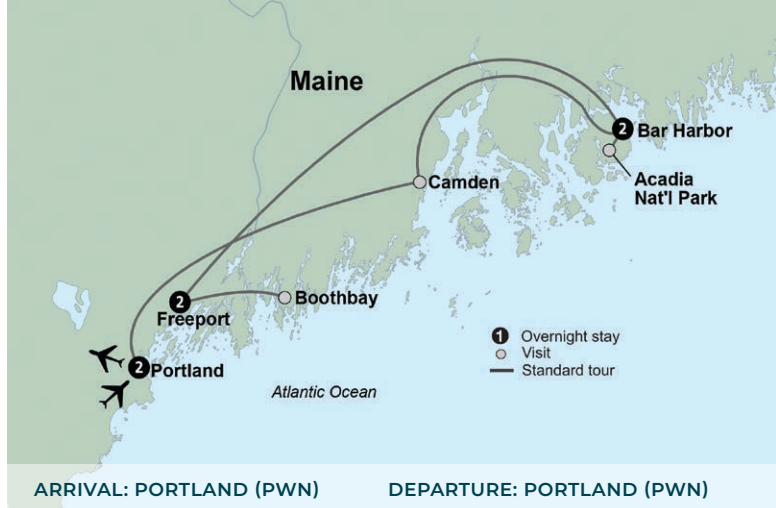 Maine
2 Bar Harbor
Camden
Acadia
Nat'l Park
2
Freeport
Boothbay
2 Portland
1 Overnight stay
Visit
Standard tour
Atlantic Ocean
ARRIVAL: PORTLAND (PWN) DEPARTURE: PORTLAND (PWN)